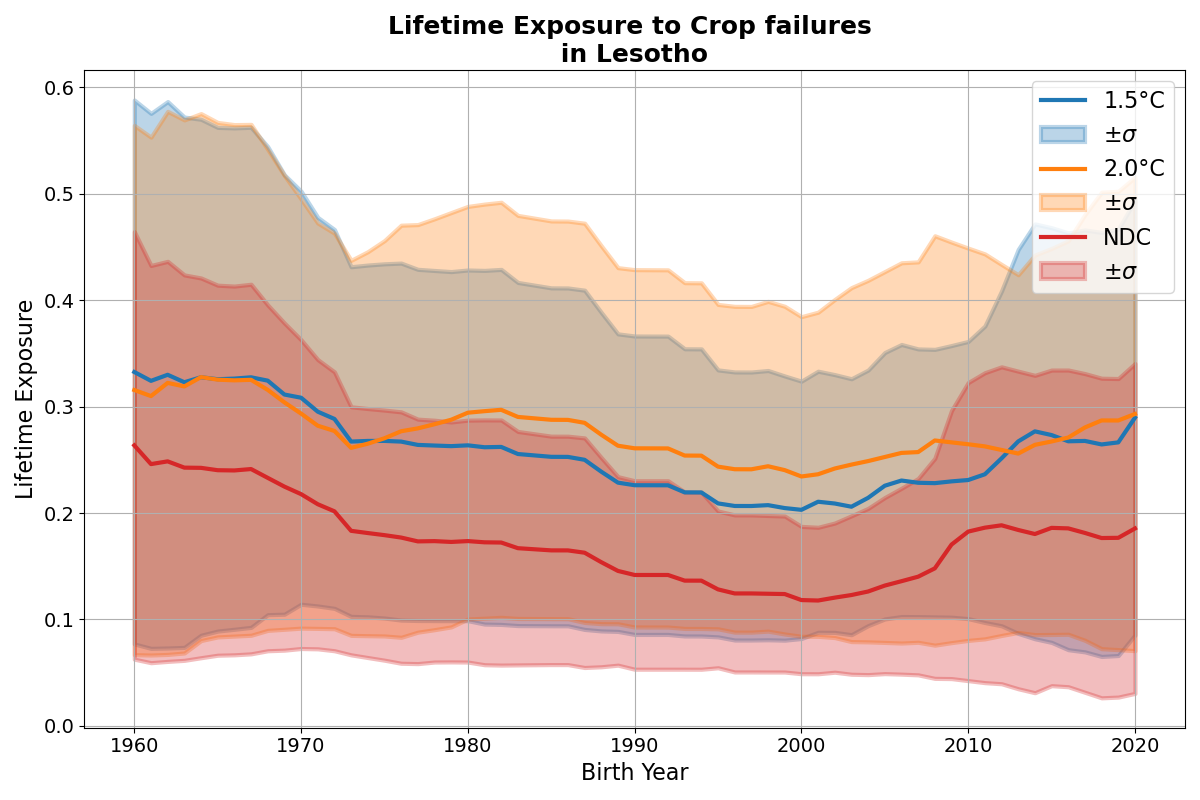 Lifetime Exposure to Crop failures
in Lesotho
Lifetime Exposure
0.6
0.5
0.4
0.3
0.2
0.1
0.0
1.5°C
±σ
2.0°C
±σ
NDC
±σ
1960
1970
1980
1990
2000
2010
2020
Birth Year